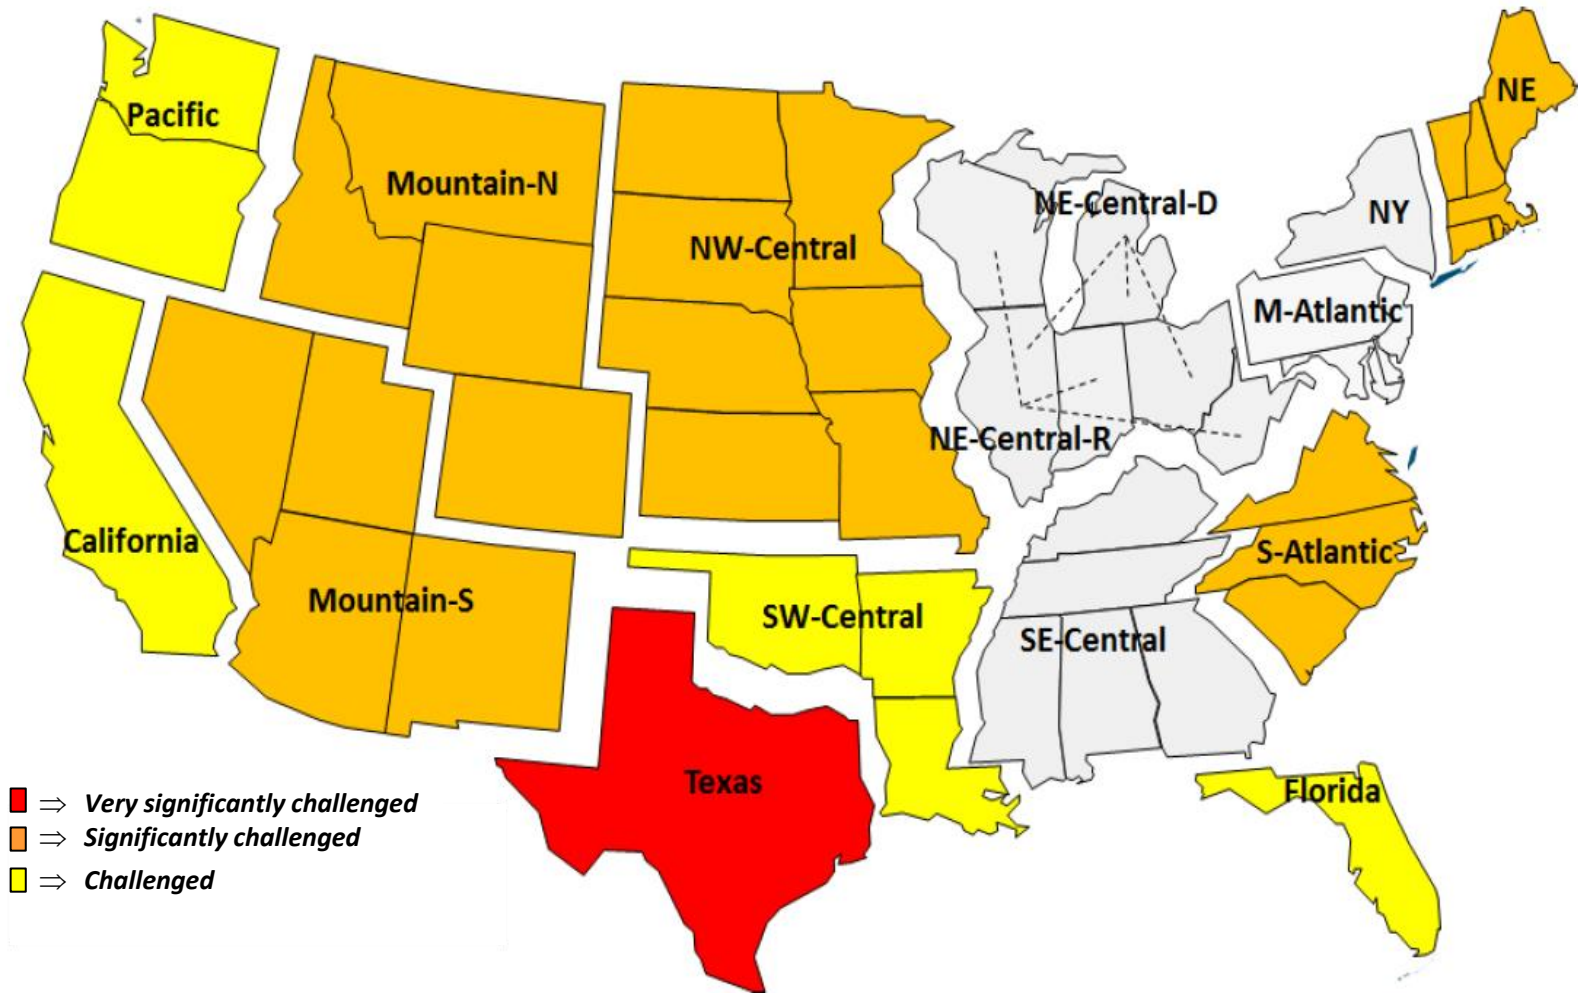 NE
Pacific
Mountain-N
NE-Central-D
NY
NW-Central
M-Atlantic
NE-Central-R
California
S-Atlantic
Mountain-S
SW-Central
SE-Central
Texas
Florida
⇒ Very significantly challenged
⇒ Significantly challenged
⇒ Challenged